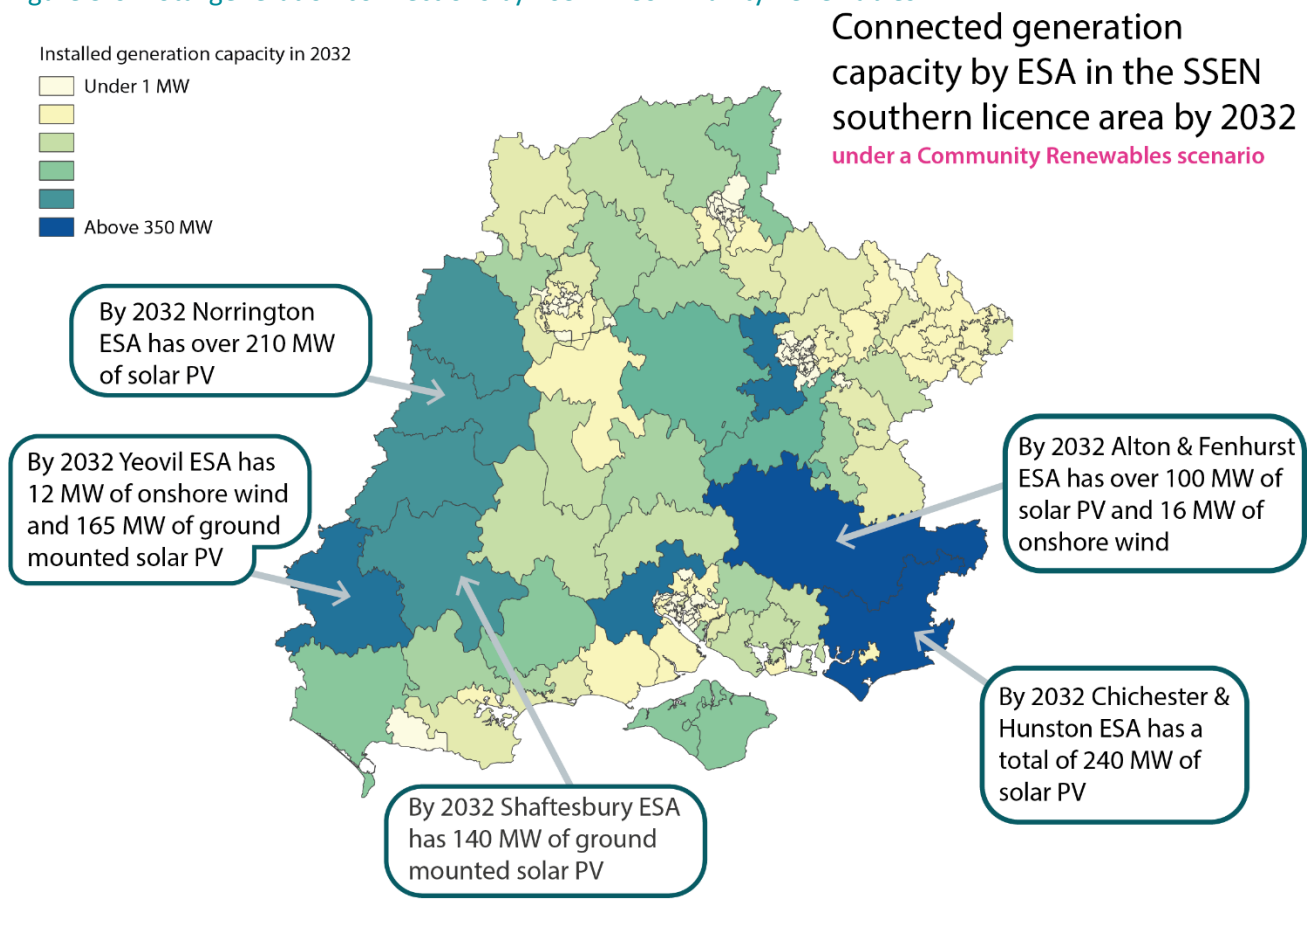 Connected generation
capacity by ESA in the SSEN
southern licence area by 2032
under a Community Renewables scenario
Installed generation capacity in 2032
Under 1 MW
Above 350 MW
By 2032 Norrington
ESA has over 210 MW
of solar PV
By 2032 Yeovil ESA has
12 MW of onshore wind
and 165 MW of ground
mounted solar PV
By 2032 Alton & Fenhurst
ESA has over 100 MW of
solar PV and 16 MW of
onshore wind
By 2032 Chichester &
Hunston ESA has a
total of 240 MW of
solar PV
By 2032 Shaftesbury ESA
has 140 MW of ground
mounted solar PV